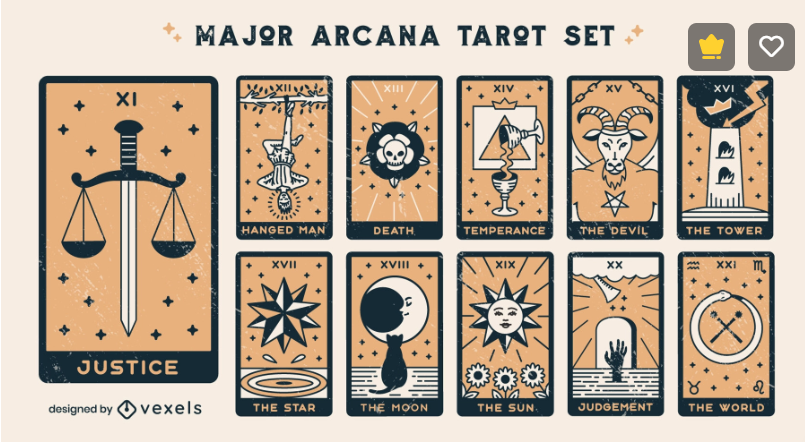 MAJOR ARCANA TAROT SET
XI
JUSTICE
XII
HANGED MAN
XIII
DEATH
XIV
TEMPERANCE
XV
THE DEVIL
XVI
THE TOWER
XVII
THE STAR
XVIII
THE MOON
XIX
THE SUN
XX
JUDGEMENT
XXi
THE WORLD
designed by vexels